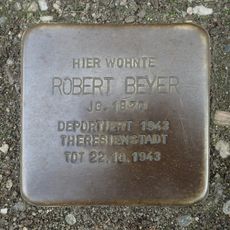 HIER WOHNTE
ROBERT BEYER
JG.
DEPORTIERT 1943
THERESIENSTADT
TOT 22.10.1943